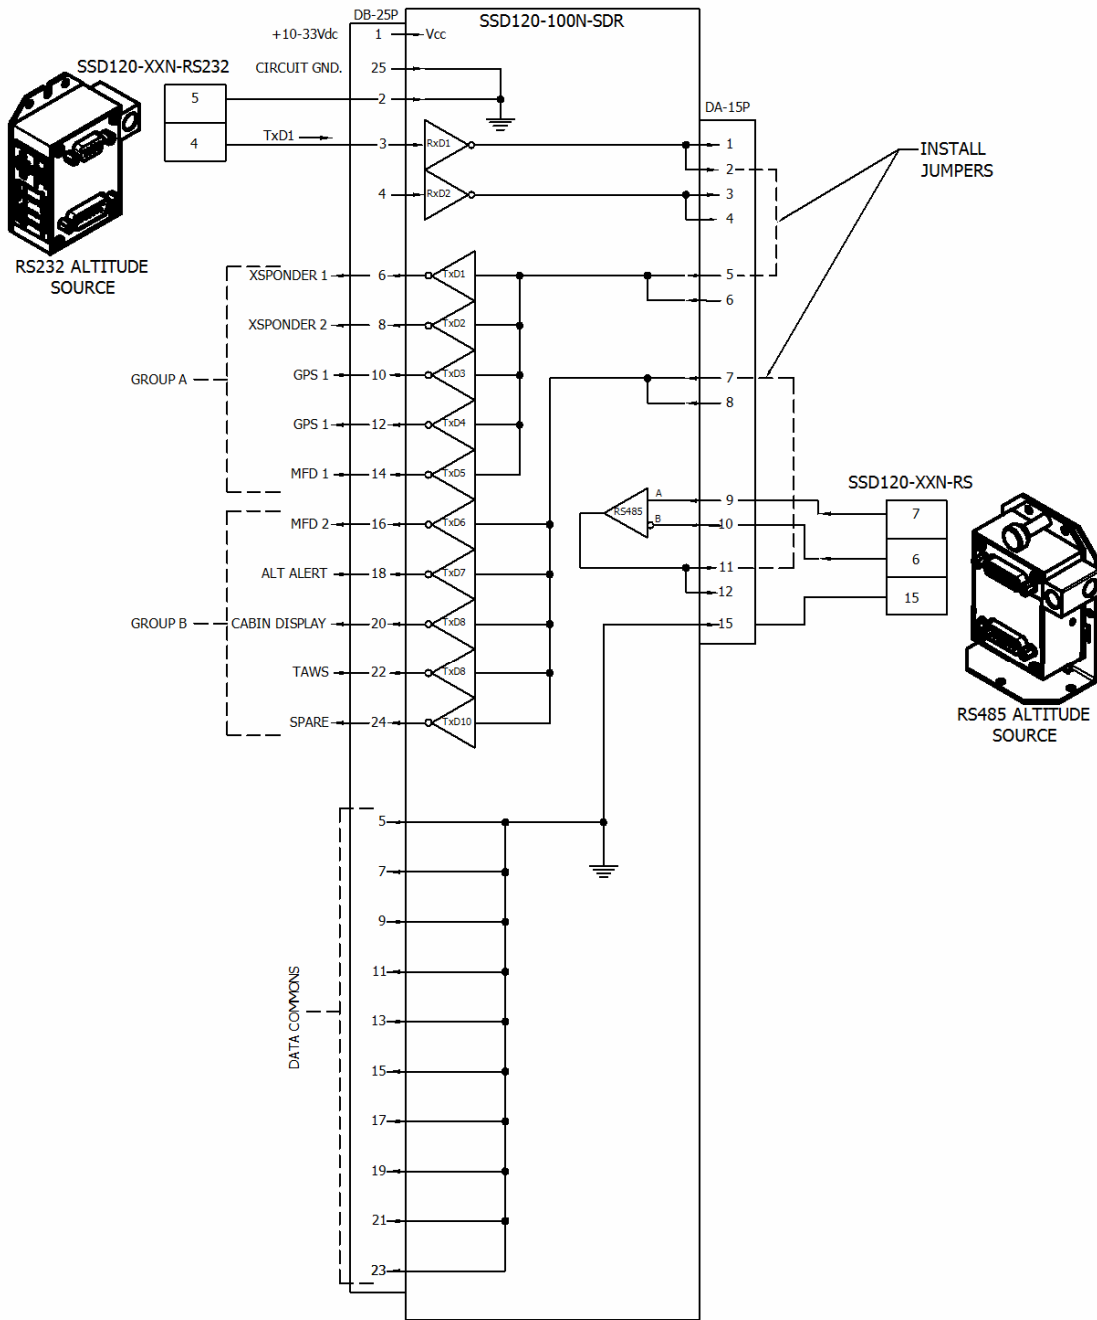 DB-25P
SSD120-100N-SDR
+10-33Vdc 1 Vcc
SSD120-XXN-RS232
CIRCUIT GND. 25
5 2
DA-15P
4 TxD1 3 RxD1 1
INSTALL
JUMPERS
2
4 RxD2 3
4
RS232 ALTITUDE
SOURCE
XSPONDER 1 6 TxD1 5
6
XSPONDER 2 8 TxD2
GROUP A
GPS 1 10 TxD3 7
8
GPS 1 12 TxD4
MFD 1 14 TxD5
SSD120-XXN-RS
A 9 7
RS485
B 10 6
MFD 2 16 TxD6
ALT ALERT 18 TxD7 11
12 15
GROUP B
CABIN DISPLAY 20 TxD8 15
TAWS 22 TxD8
SPARE 24 TxD10
RS485 ALTITUDE
SOURCE
DATA COMMONS
5
7
9
11
13
15
17
19
21
23